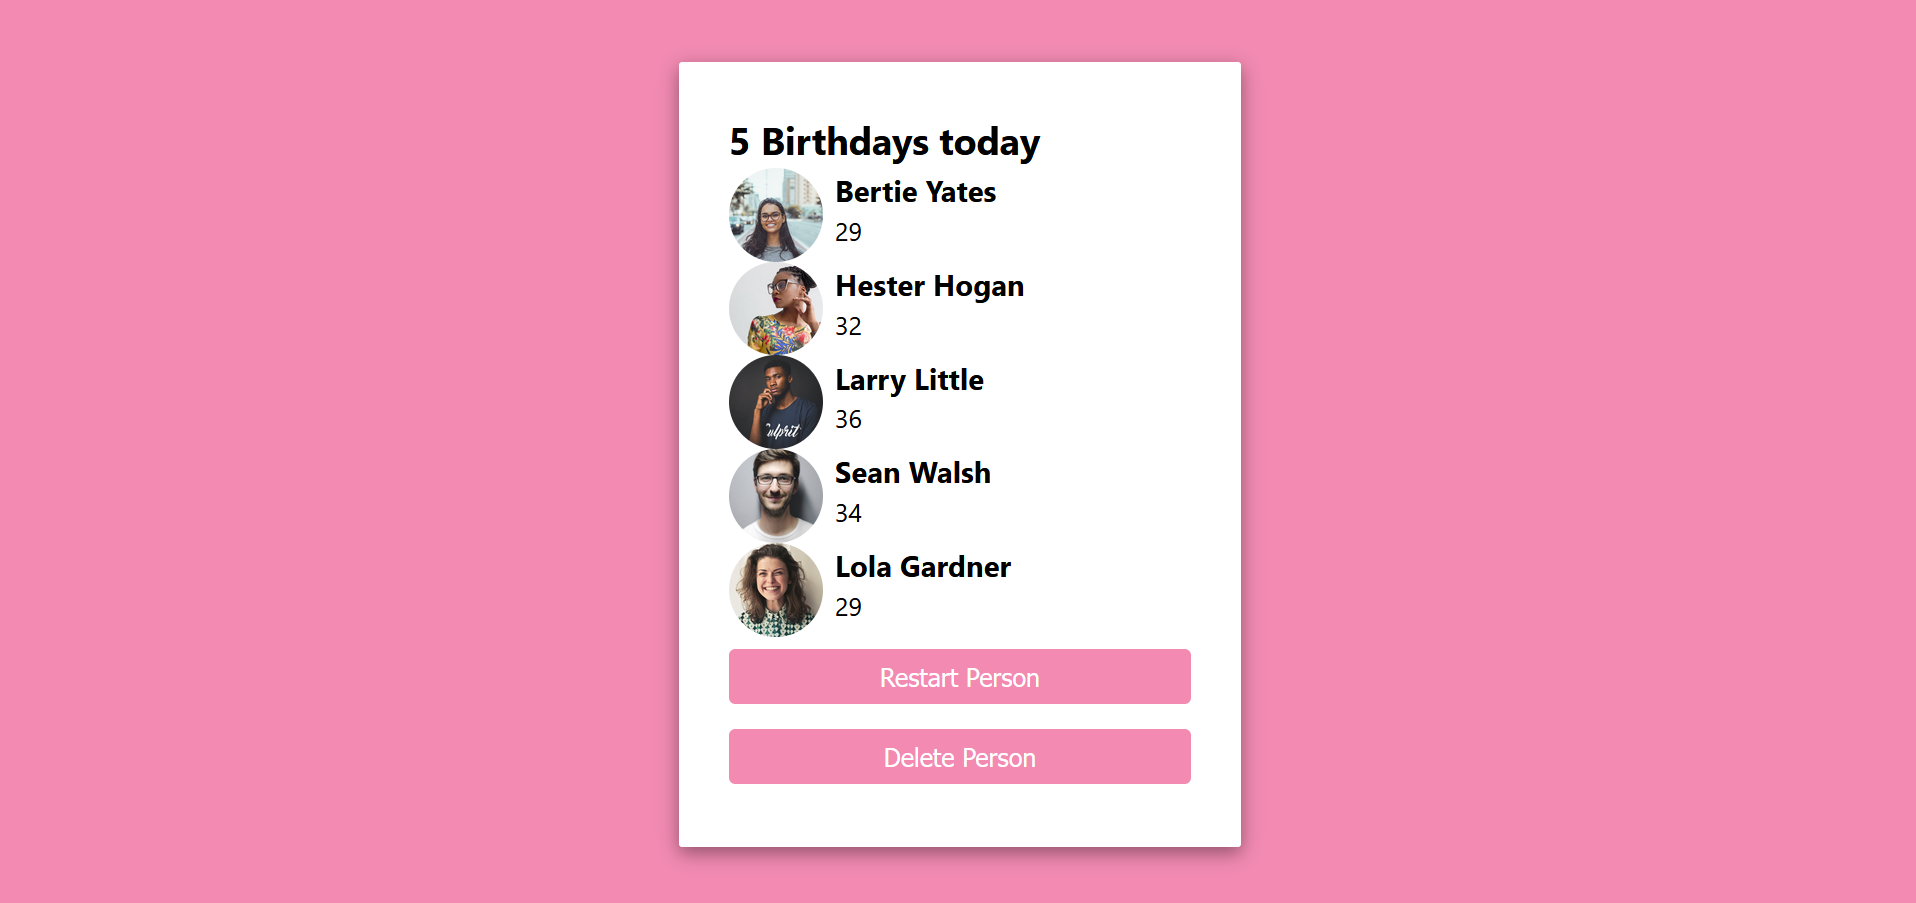 5 Birthdays today
Bertie Yates
29
Hester Hogan
32
Larry Little
36
ulprit
Sean Walsh
34
Lola Gardner
29
Restart Person
Delete Person